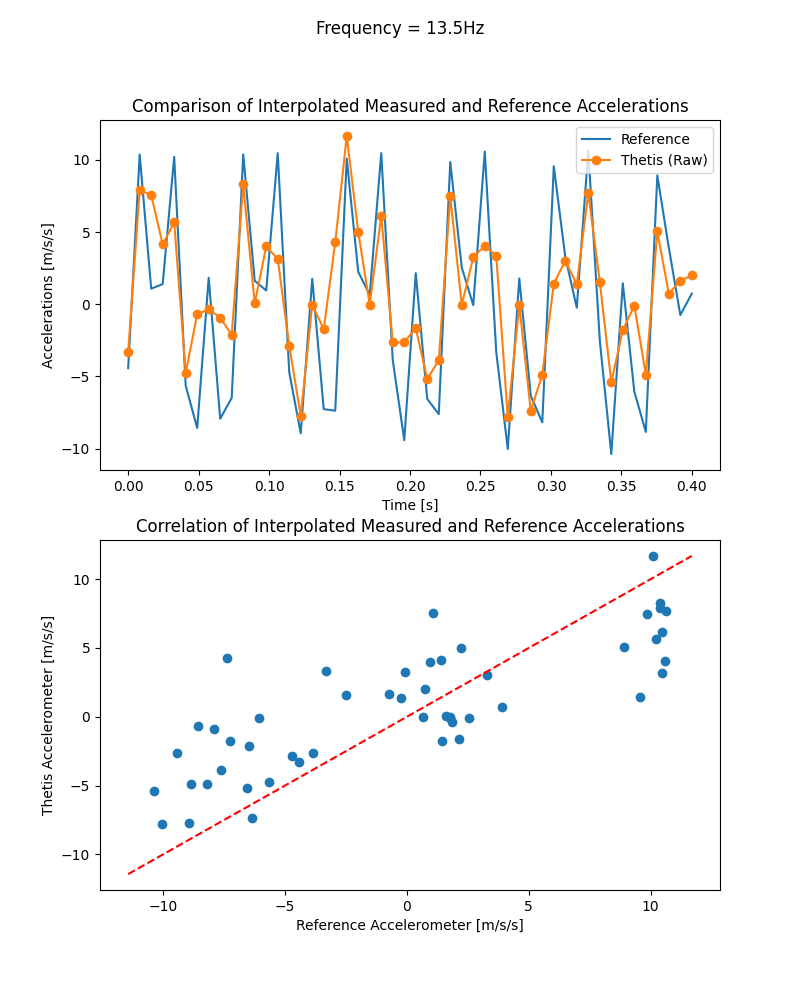 Frequency = 13.5Hz
Comparison of Interpolated Measured and Reference Accelerations
Reference
Thetis (Raw)
Accelerations [m/s/s]
10
5
0
−5
−10
0.00 0.05 0.10 0.15 0.20 0.25 0.30 0.35 0.40
Time [s]
Correlation of Interpolated Measured and Reference Accelerations
Thetis Accelerometer [m/s/s]
10
5
0
−5
−10
−10 −5 0 5 10
Reference Accelerometer [m/s/s]